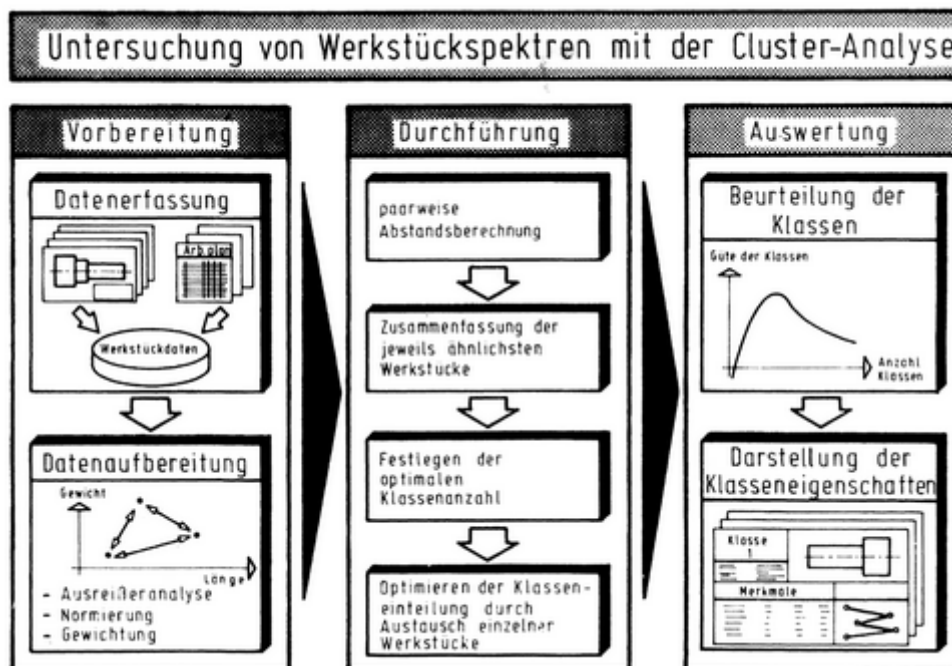 Untersuchung von Werkstückspektren mit der Cluster-Analyse
Vorbereitung
Datenerfassung
Arb.plan
Werkstückdaten
Datenaufbereitung
Gewicht
Länge
- Ausreißeranalyse
- Normierung
- Gewichtung
Durchführung
paarweise
Abstandsberechnung
Zusammenfassung der
jeweils ähnlichsten
Werkstücke
Festlegen der
optimalen
Klassenanzahl
Optimieren der Klassen-
einteilung durch
Austausch einzelner
Werkstücke
Auswertung
Beurteilung der
Klassen
Güte der Klassen
Anzahl
Klassen
Darstellung der
Klasseneigenschaften
Klasse
1
Merkmale